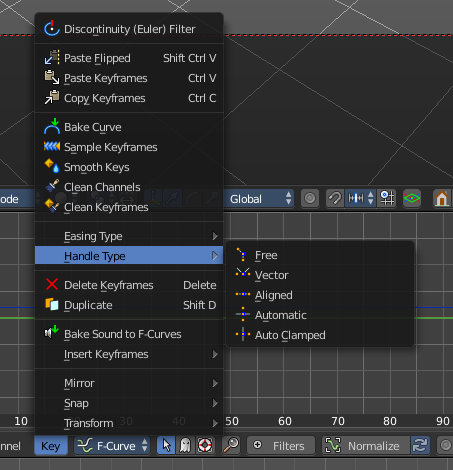 Discontinuity (Euler) Filter
Paste Flipped Shift Ctrl V
Paste Keyframes Ctrl V
Copy Keyframes Ctrl C
Bake Curve
Sample Keyframes
Smooth Keys
Clean Channels
ode Global
Clean Keyframes
Easing Type
Handle Type
Free
Vector
Aligned
Automatic
Auto Clamped
Delete Keyframes Delete
Duplicate Shift D
Bake Sound to F-Curves
Insert Keyframes
Mirror
Snap
Transform
10 30 40 50 60 70 80 90
nnel Key F-Curve Filters Normalize